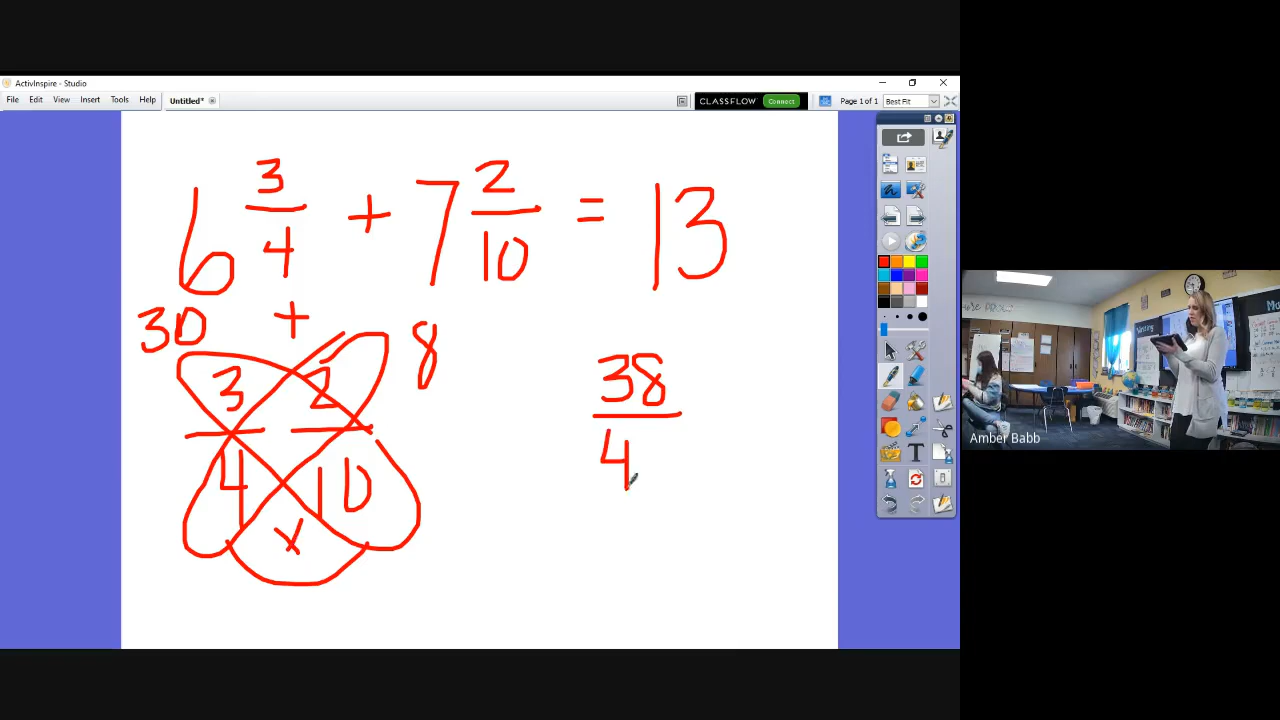 ActivInspire - Studio
File Edit View Insert Tools Help Untitled*
CLASSFLOW Connect Page 1 of 1 Best Fit
6 3/4 + 7 2/10 = 13
30 + 8
3 2
4 10
x
38
4
T
Writing
Amber Babb